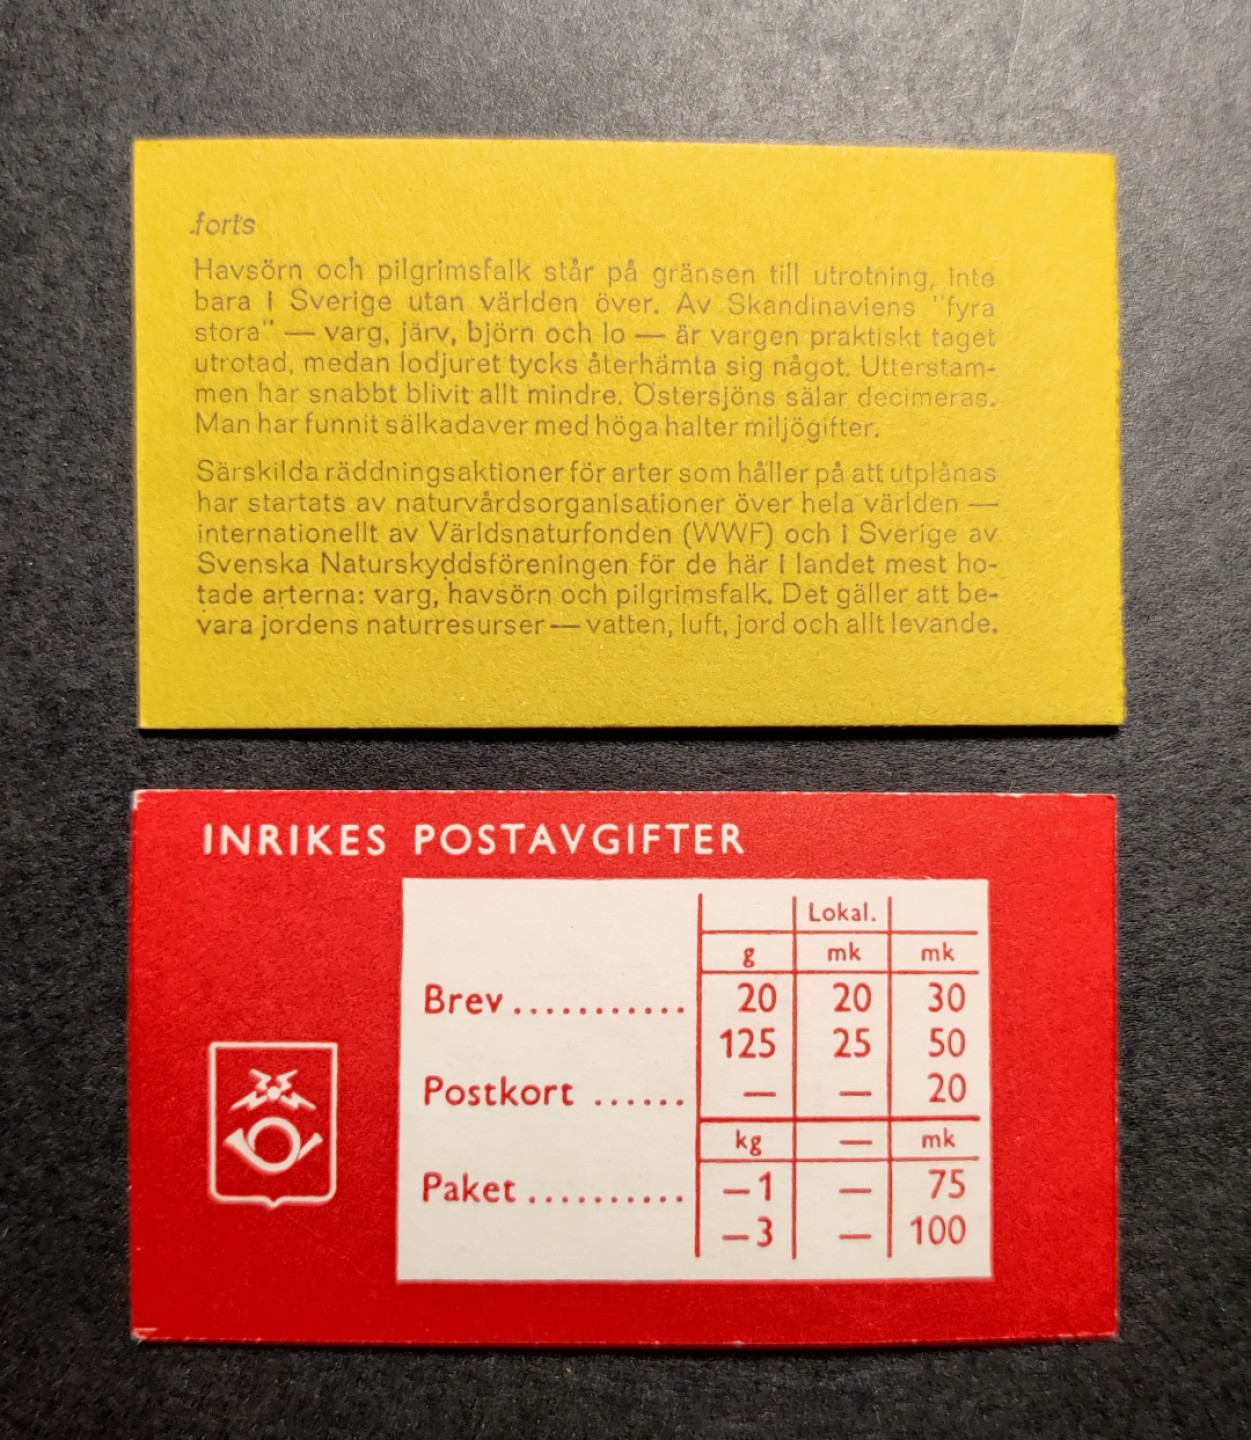 forts
Havsörn och pilgrimsfalk står på gränsen till utrotning, inte
bara i Sverige utan världen över. Av Skandinaviens "fyra
stora" — varg, järv, björn och lo — är vargen praktiskt taget
utrotad, medan lodjuret tycks återhämta sig något. Utterstam-
men har snabbt blivit allt mindre. Östersjöns sälar decimeras.
Man har funnit sälkadaver med höga halter miljögifter.
Särskilda räddningsaktioner för arter som håller på att utplånas
har startats av naturvårdsorganisationer över hela världen —
internationellt av Världsnaturfonden (WWF) och i Sverige av
Svenska Naturskyddsföreningen för de här i landet mest ho-
tade arterna: varg, havsörn och pilgrimsfalk. Det gäller att be-
vara jordens naturresurser — vatten, luft, jord och allt levande.
INRIKES POSTAVGIFTER
Lokal.
g mk mk
Brev ........... 20 20 30
125 25 50
Postkort ...... — — 20
kg — mk
Paket .......... —1 — 75
—3 — 100